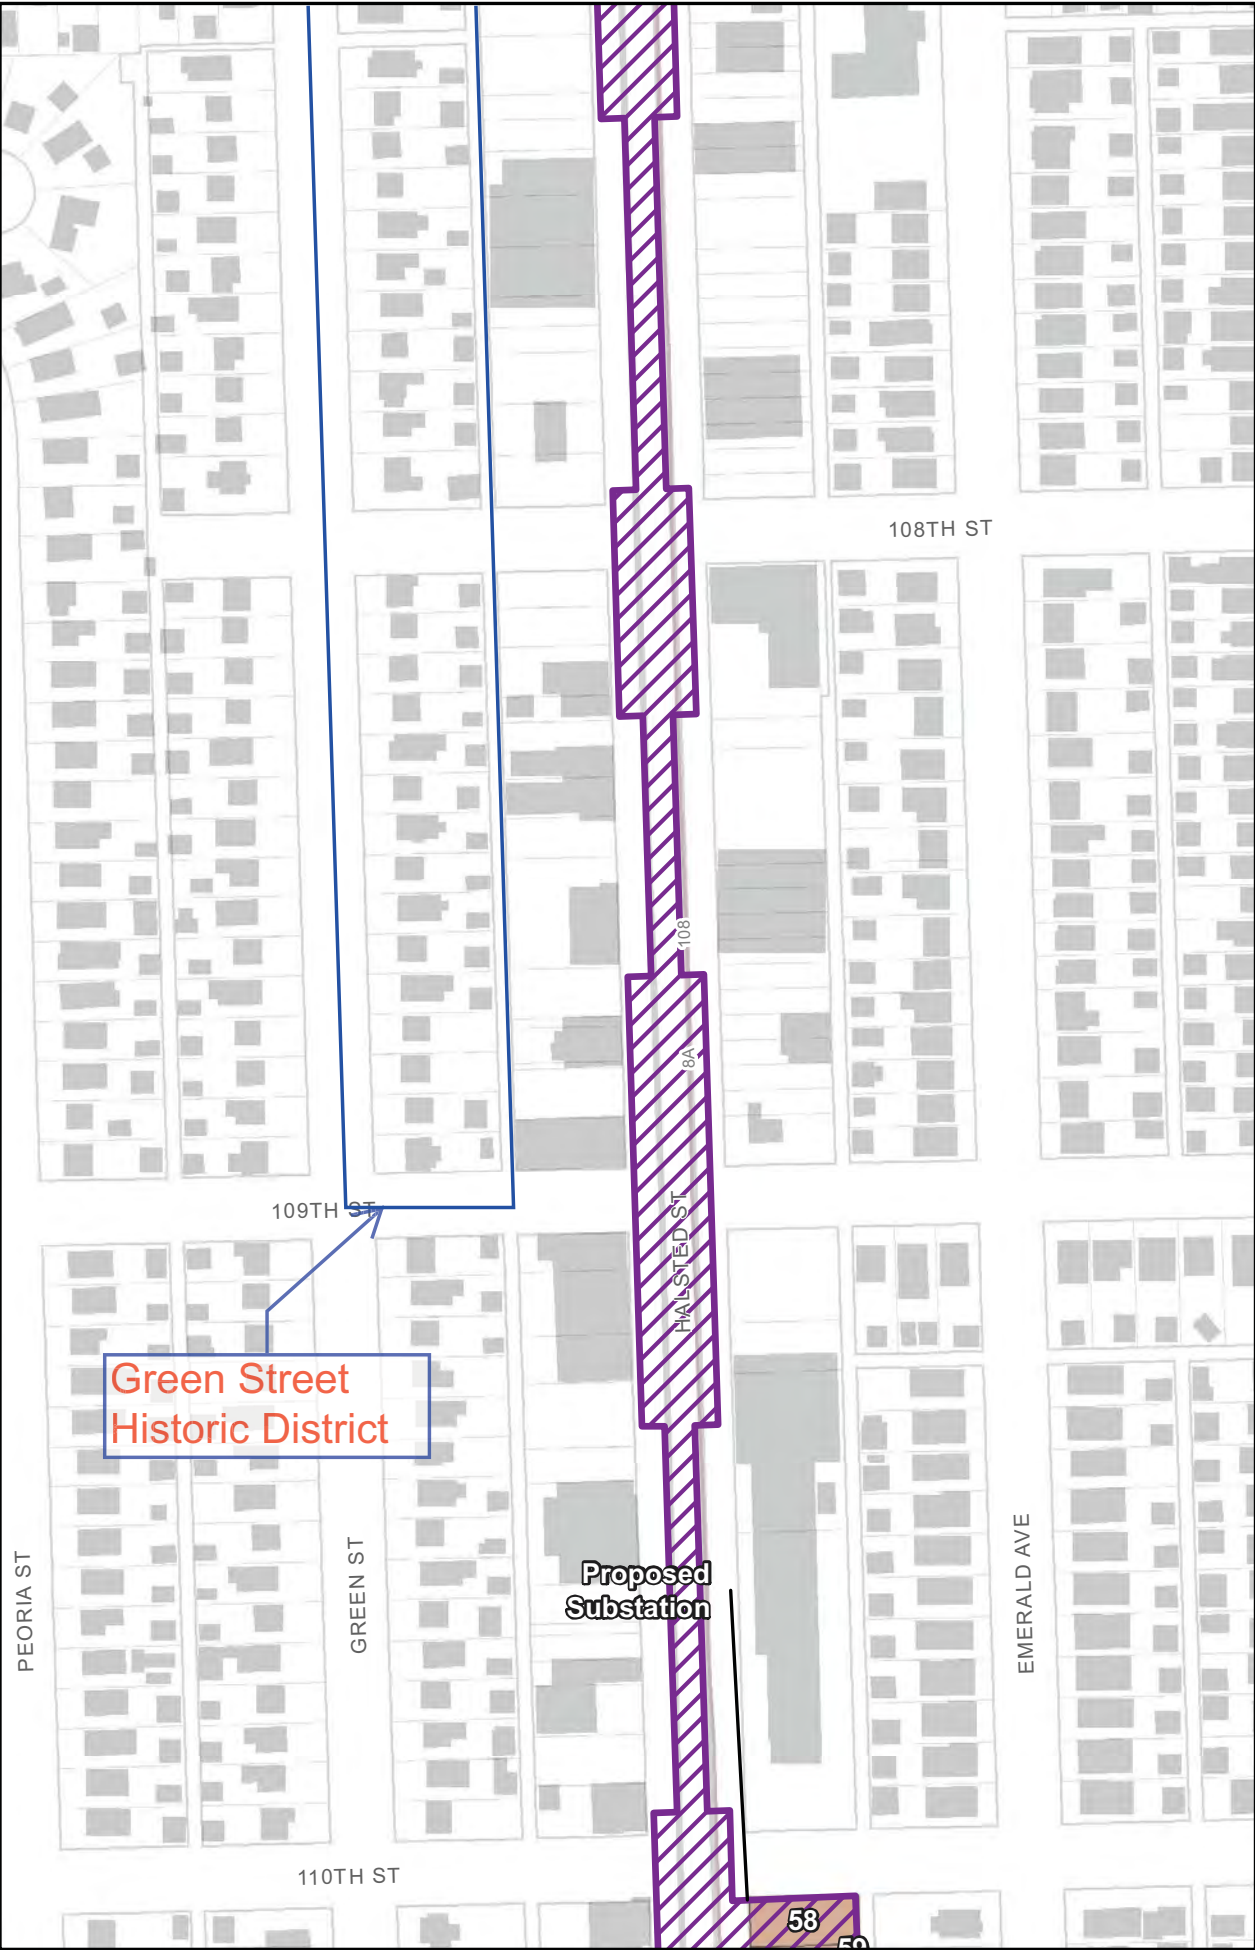 108TH ST
108
8A
HALSTED ST
109TH ST
Green Street
Historic District
PEORIA ST
GREEN ST
Proposed
Substation
EMERALD AVE
110TH ST
58
59